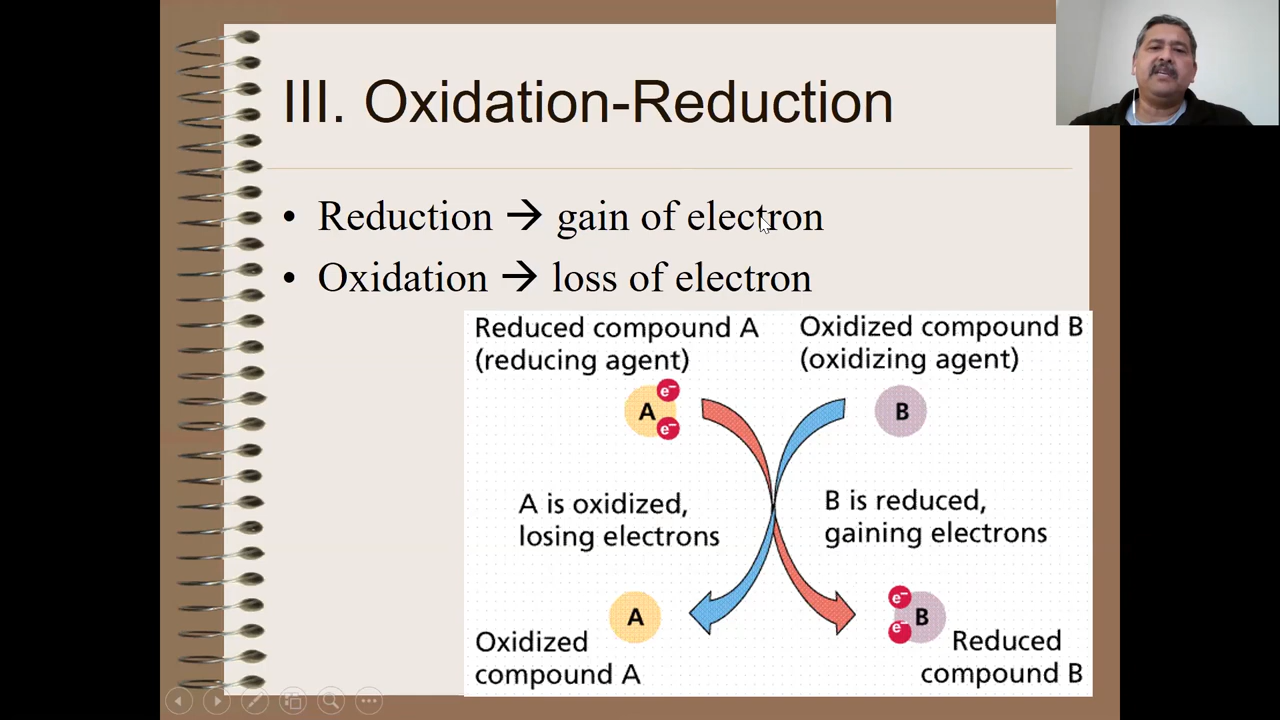 III. Oxidation-Reduction
• Reduction → gain of electron
• Oxidation → loss of electron
Reduced compound A
(reducing agent)
Oxidized compound B
(oxidizing agent)
A
e⁻
e⁻
B
A is oxidized,
losing electrons
B is reduced,
gaining electrons
A
e⁻
e⁻
B
Oxidized
compound A
Reduced
compound B